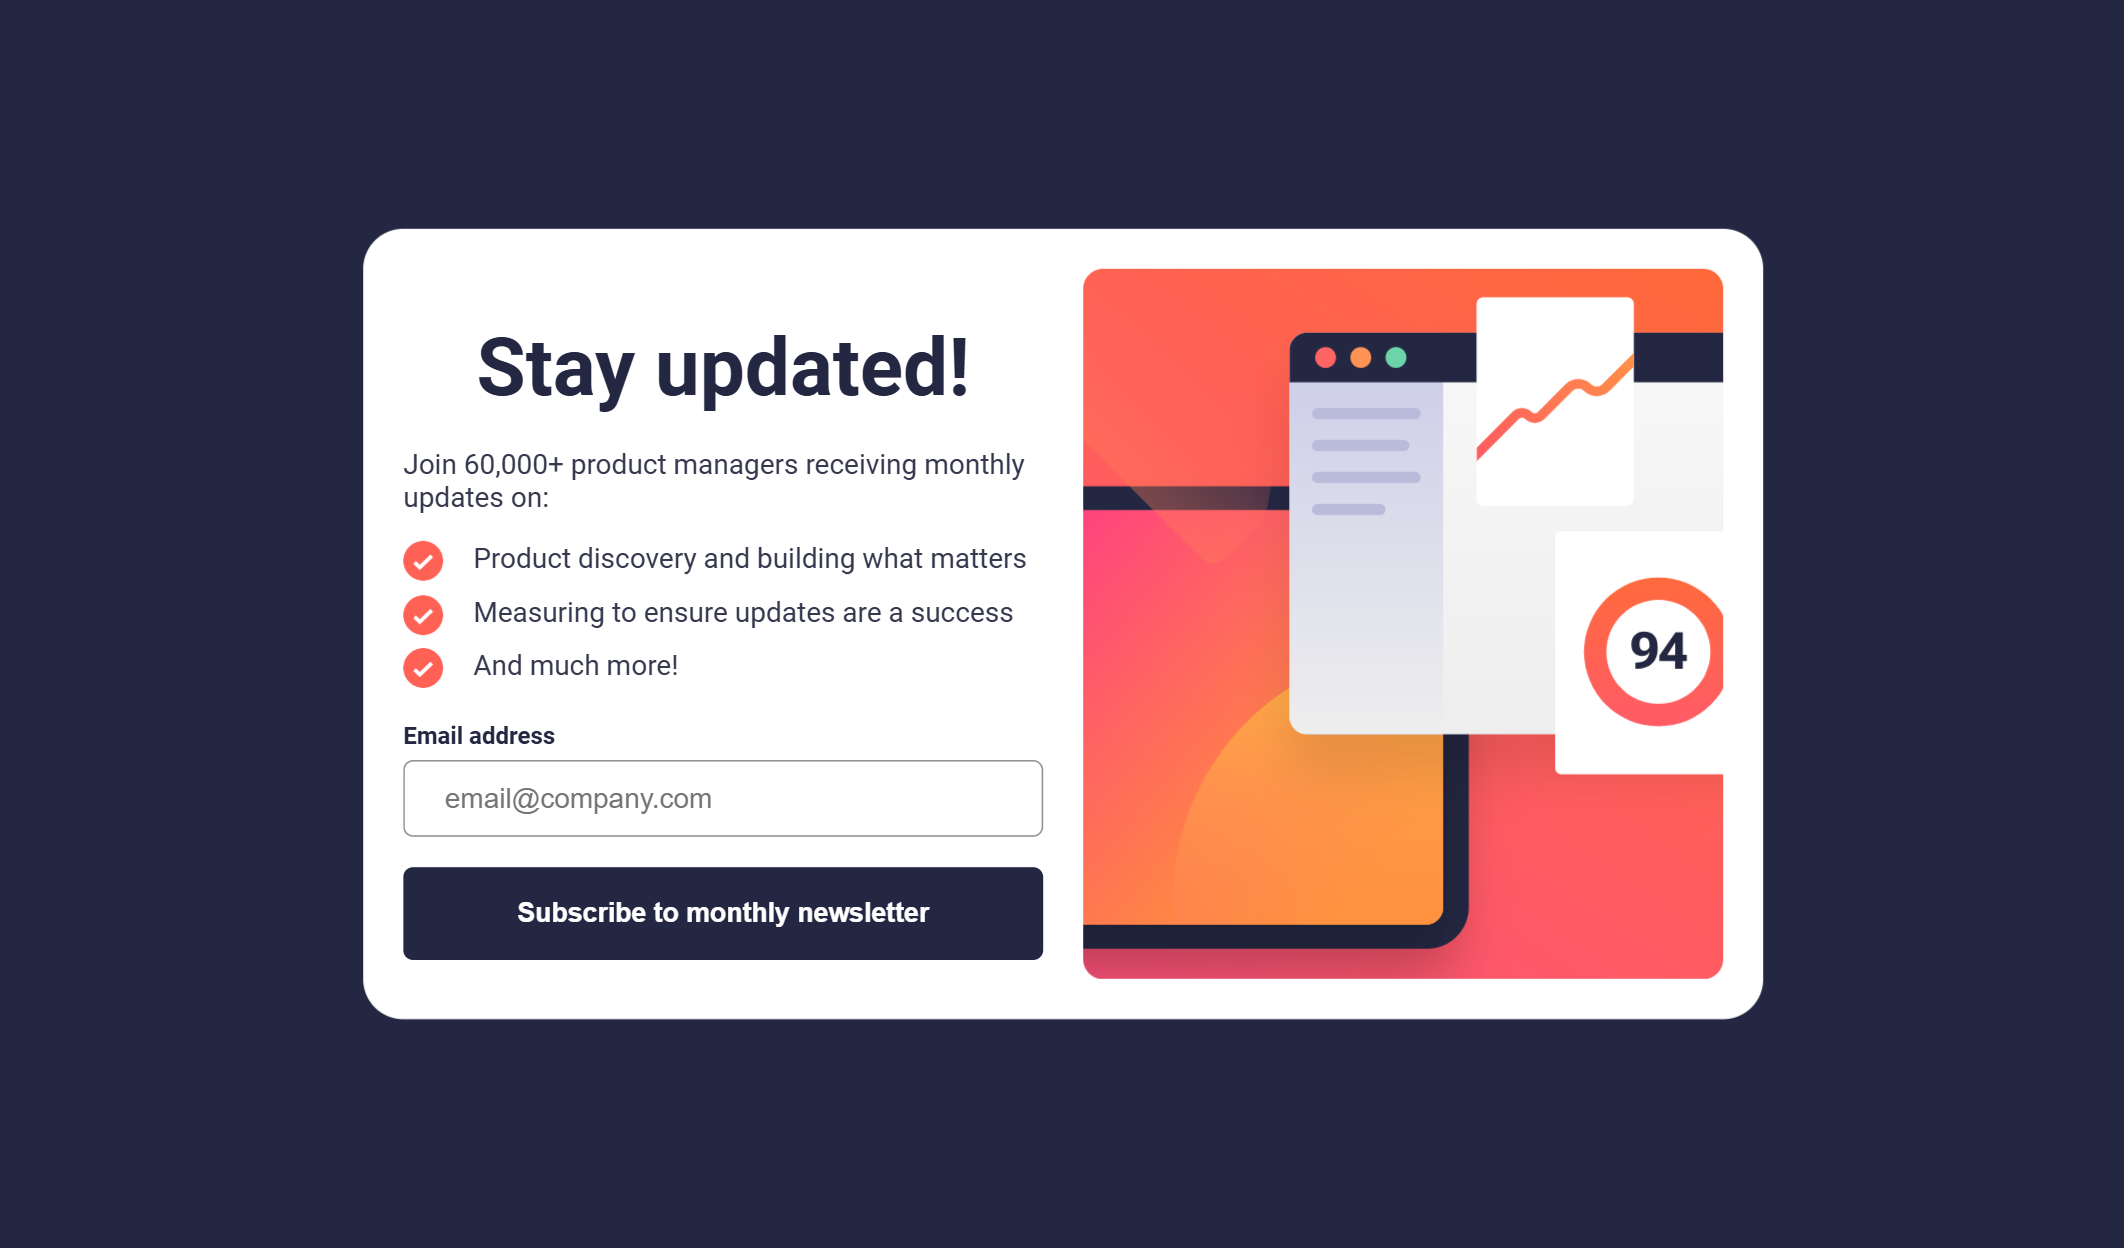 Stay updated!
Join 60,000+ product managers receiving monthly
updates on:
Product discovery and building what matters
Measuring to ensure updates are a success
And much more!
Email address
email@company.com
Subscribe to monthly newsletter
94